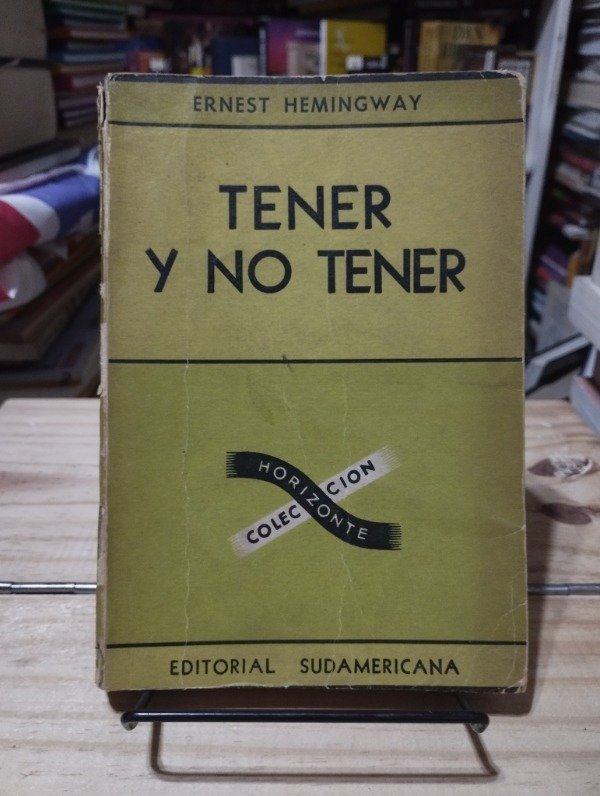 ERNEST HEMINGWAY
TENER
Y NO TENER
HORIZONTE
COLECCION
EDITORIAL SUDAMERICANA